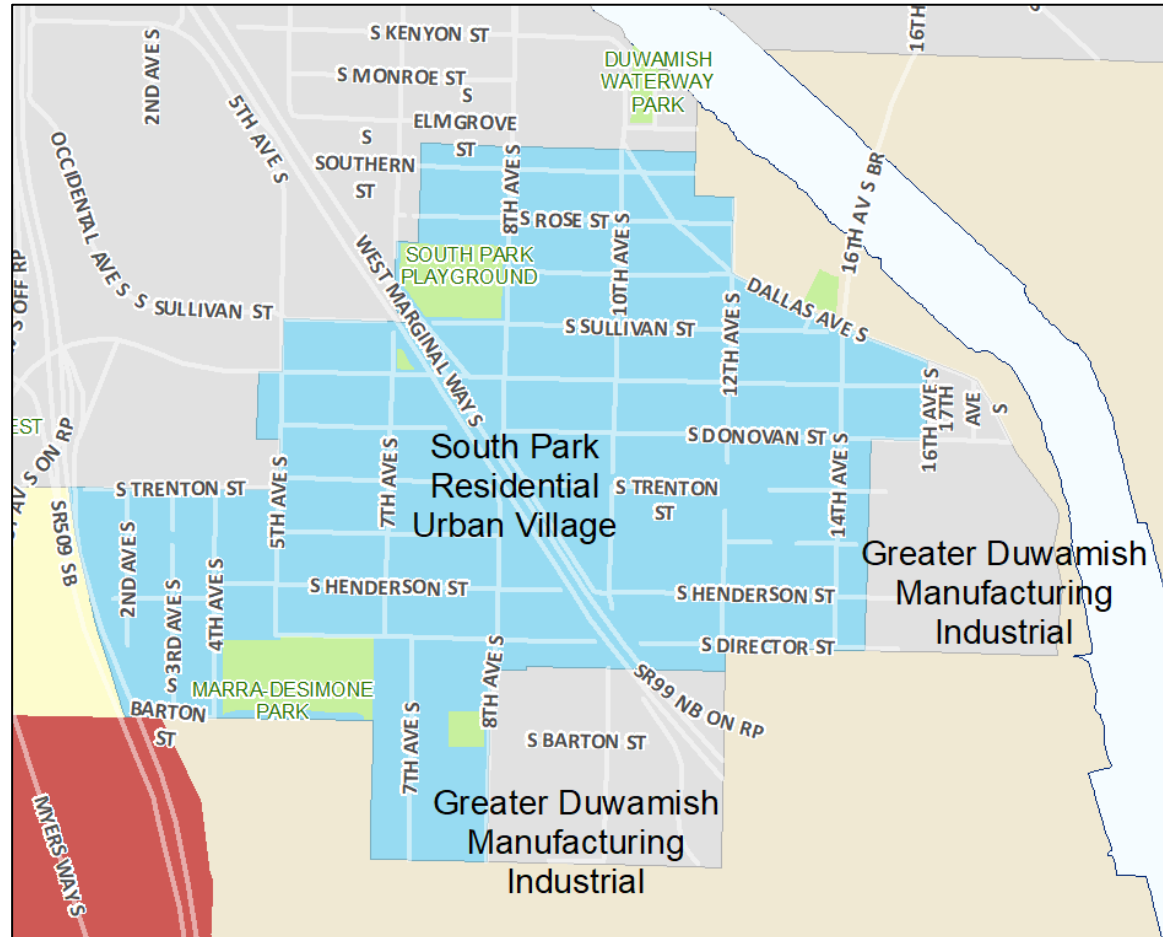 S KENYON ST
16TH
2ND AVE S
S MONROE ST
DUWAMISH
WATERWAY
PARK
5TH AVE S
S
ELMGROVE
ST
S
SOUTHERN
ST
OCCIDENTAL AVE S
8TH AVE S
16TH AV S BR
S ROSE ST
10TH AVE S
SOUTH PARK
PLAYGROUND
WEST MARGINAL WAY S
S OFF RP
S SULLIVAN ST
S SULLIVAN ST
DALLAS AVE S
12TH AVE S
16TH AVE S
17TH
AVE
S
EST
AV S ON RP
7TH AVE S
South Park
Residential
Urban Village
S DONOVAN ST
14TH AVE S
S TRENTON ST
5TH AVE S
S TRENTON
ST
SR509 SB
2ND AVE S
3RD AVE S
4TH AVE S
S HENDERSON ST
S HENDERSON ST
Greater Duwamish
Manufacturing
Industrial
S DIRECTOR ST
8TH AVE S
MARRA-DESIMONE
PARK
S
BARTON
ST
SR99 NB ON RP
7TH AVE S
S BARTON ST
MYERS WAY S
Greater Duwamish
Manufacturing
Industrial